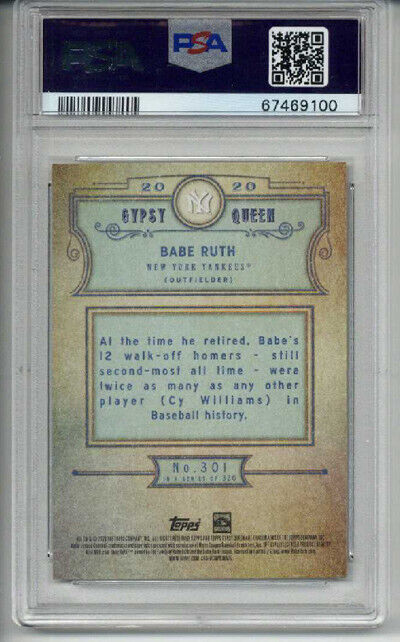 PSA
PSA
67469100
20 20
NY
GYPSY QUEEN
BABE RUTH
NEW YORK YANKEES®
(OUTFIELDER)
At the time he retired, Babe's
12 walk-off homers - still
second-most all time - were
twice as many as any other
player (Cy Williams) in
Baseball history.
No. 301
IN A SERIES OF 320
Topps